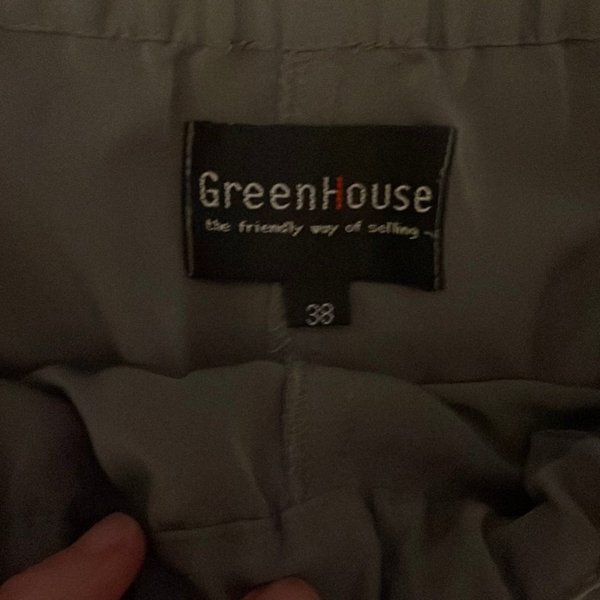 GreenHouse
the friendly way of selling
38